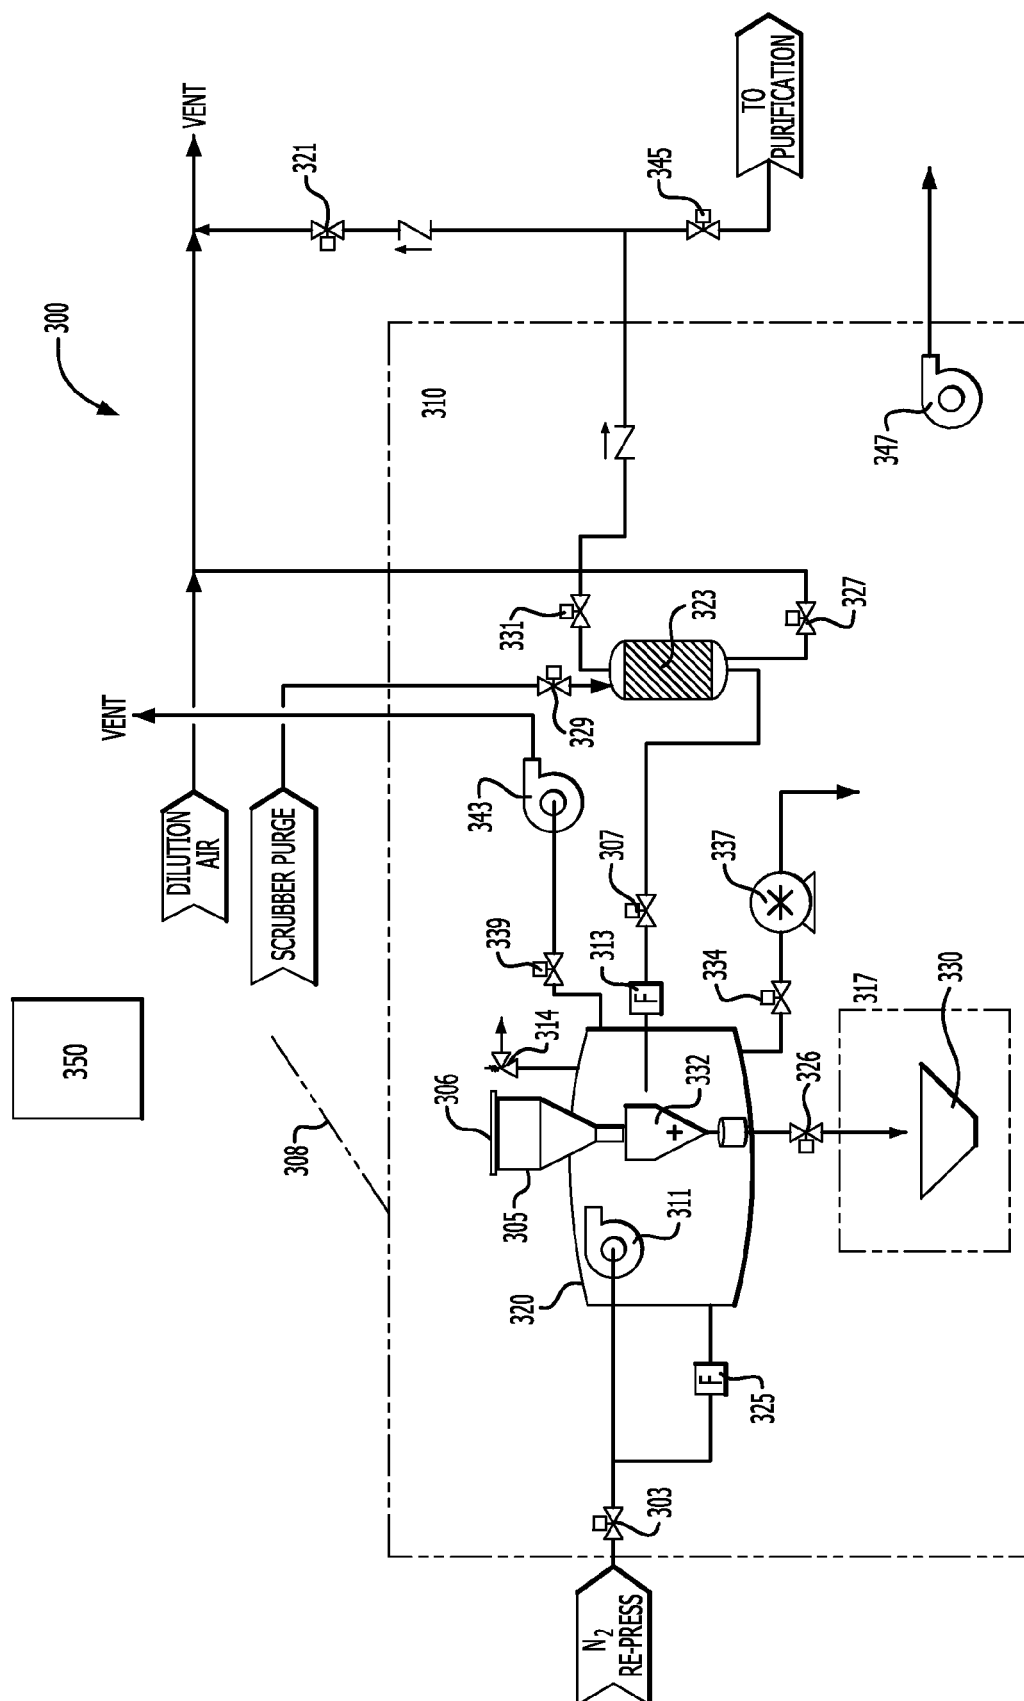 300
VENT
321
345
TO
PURIFICATION
310
347
331
323
327
VENT
329
DILUTION
AIR
SCRUBBER PURGE
343
307
337
339
313
334
317
330
350
308
306
314
332
326
305
311
320
F
F
325
303
N₂
RE-PRESS